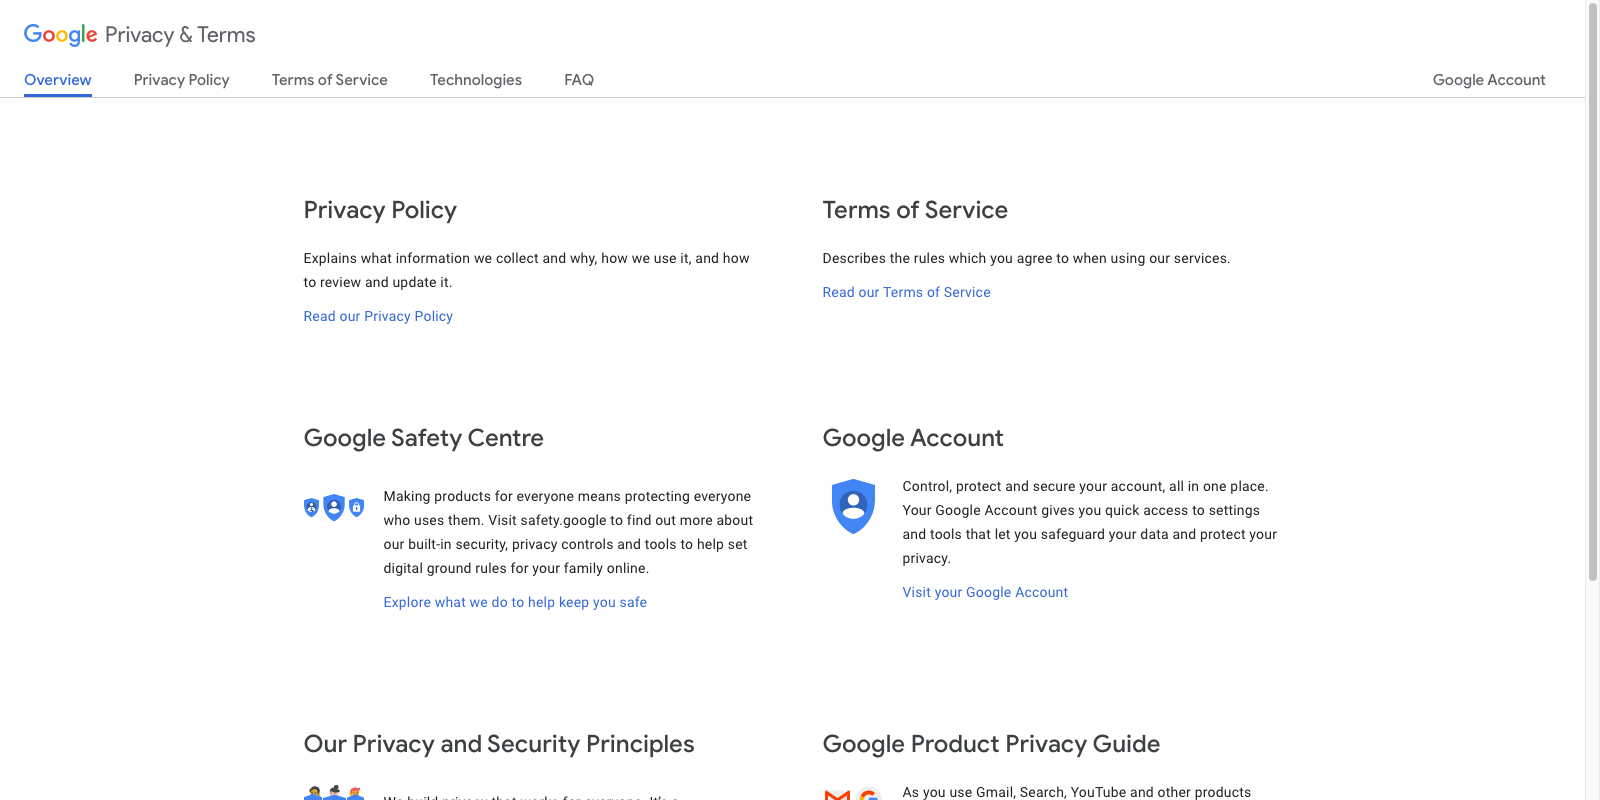 Google Privacy & Terms
Overview
Privacy Policy
Terms of Service
Technologies
FAQ
Google Account
Privacy Policy
Explains what information we collect and why, how we use it, and how
to review and update it.
Read our Privacy Policy
Terms of Service
Describes the rules which you agree to when using our services.
Read our Terms of Service
Google Safety Centre
Making products for everyone means protecting everyone
who uses them. Visit safety.google to find out more about
our built-in security, privacy controls and tools to help set
digital ground rules for your family online.
Explore what we do to help keep you safe
Google Account
Control, protect and secure your account, all in one place.
Your Google Account gives you quick access to settings
and tools that let you safeguard your data and protect your
privacy.
Visit your Google Account
Our Privacy and Security Principles
We build privacy that works for everyone. It's a
Google Product Privacy Guide
As you use Gmail, Search, YouTube and other products